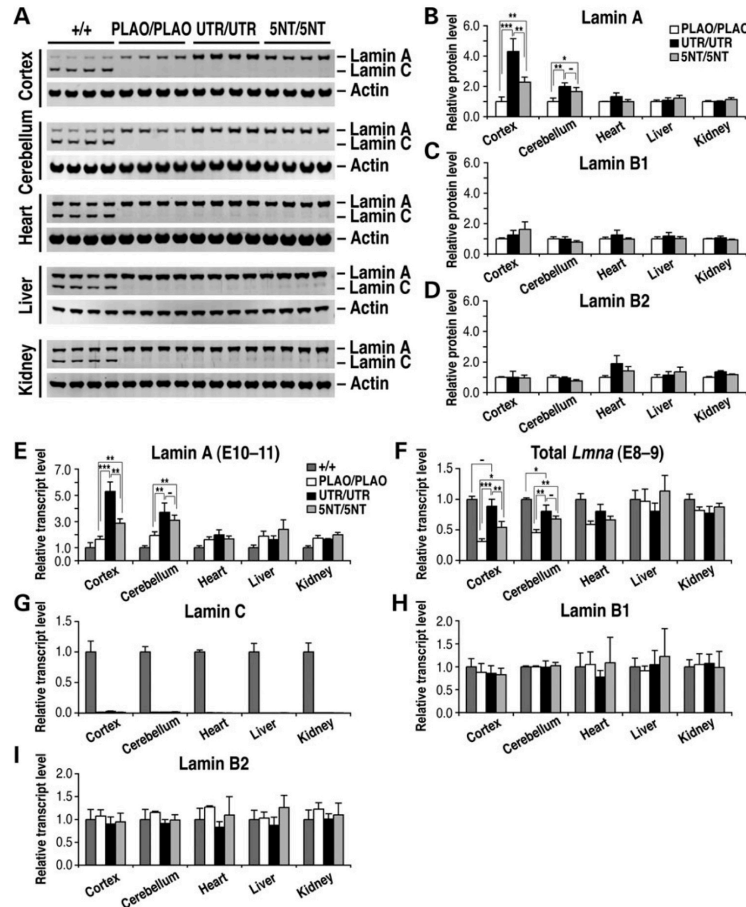 A
+/+ PLAO/PLAO UTR/UTR 5NT/5NT
Cortex
– Lamin A
– Lamin C
– Actin
Cerebellum
– Lamin A
– Lamin C
– Actin
Heart
– Lamin A
– Lamin C
– Actin
Liver
– Lamin A
– Lamin C
– Actin
Kidney
– Lamin A
– Lamin C
– Actin
B
Lamin A
PLAO/PLAO
UTR/UTR
5NT/5NT
Relative protein level
6.0
4.0
2.0
0
** *** ** * ** –
Cortex Cerebellum Heart Liver Kidney
C
Lamin B1
Relative protein level
6.0
4.0
2.0
0
Cortex Cerebellum Heart Liver Kidney
D
Lamin B2
Relative protein level
6.0
4.0
2.0
0
Cortex Cerebellum Heart Liver Kidney
E
Lamin A (E10–11)
+/+
PLAO/PLAO
UTR/UTR
5NT/5NT
Relative transcript level
7.0
5.0
3.0
1.0
0
** *** ** ** ** –
Cortex Cerebellum Heart Liver Kidney
F
Total Lmna (E8–9)
Relative transcript level
1.5
1.0
0.5
0.0
– * *** ** * ** ** –
Cortex Cerebellum Heart Liver Kidney
G
Lamin C
Relative transcript level
1.5
1.0
0.5
0.0
Cortex Cerebellum Heart Liver Kidney
H
Lamin B1
Relative transcript level
2.0
1.5
1.0
0.5
0.0
Cortex Cerebellum Heart Liver Kidney
I
Lamin B2
Relative transcript level
2.0
1.5
1.0
0.5
0.0
Cortex Cerebellum Heart Liver Kidney